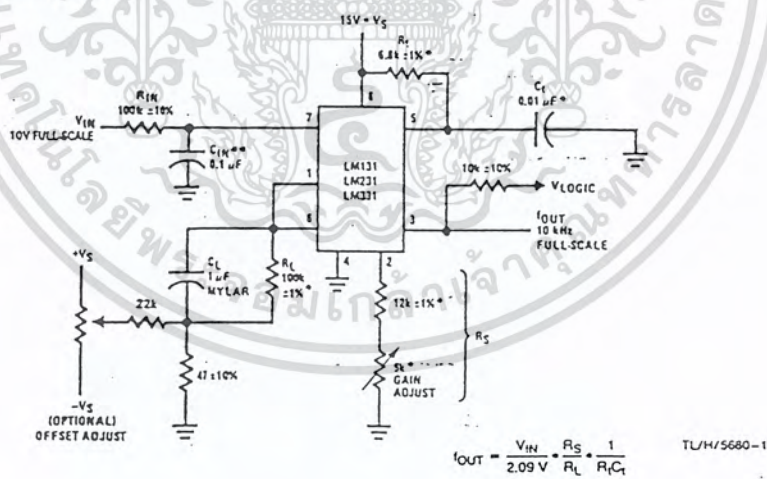 15V = VS
Rt
6.8k ±1%*
Ct
0.01 µF*
RIN
100k ±10%
VIN
10V FULL-SCALE
CIN**
0.1 µF
7
8
5
1
6
3
4
2
LM131
LM231
LM331
10k ±10%
VLOGIC
fOUT
10 kHz
FULL-SCALE
CL
1 µF
MYLAR
RL
100k
±1%*
+VS
22k
47 ±10%
-VS
(OPTIONAL)
OFFSET ADJUST
12k ±1%*
RS
5k*
GAIN
ADJUST
fOUT = VIN/2.09 V • RS/RL • 1/RtCt
TL/H/5680-1